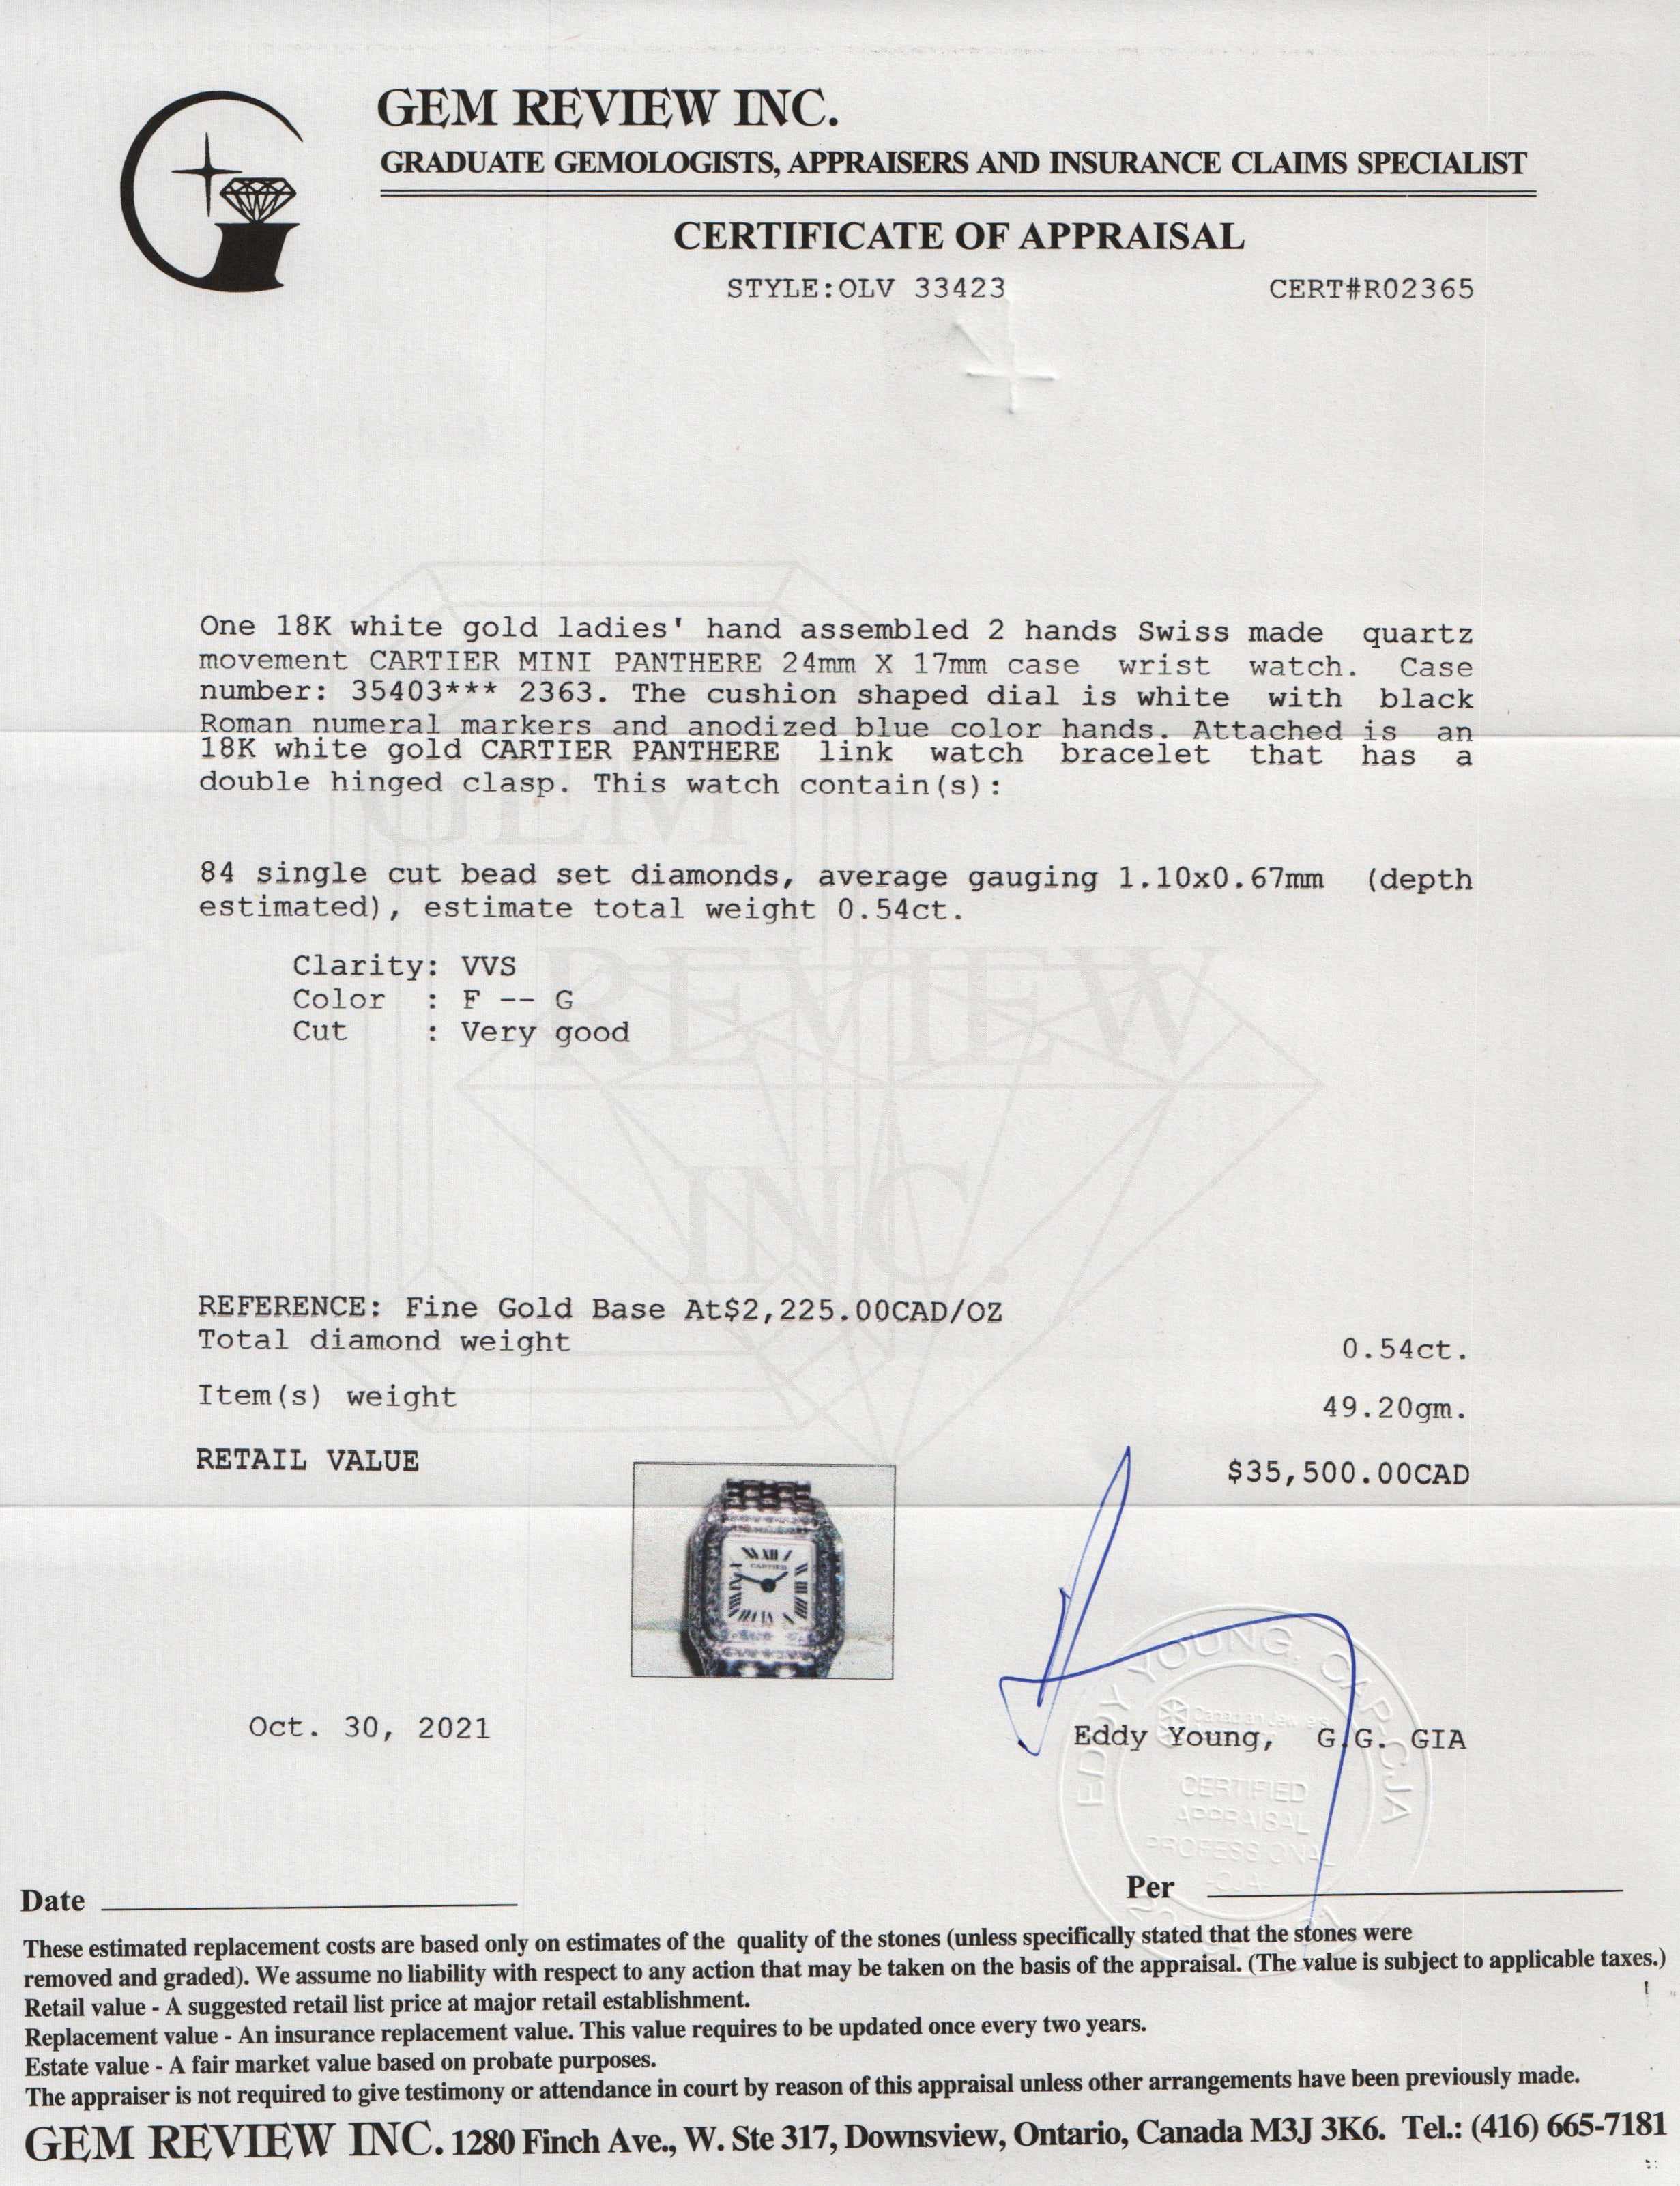 GEM REVIEW INC.
GRADUATE GEMOLOGISTS, APPRAISERS AND INSURANCE CLAIMS SPECIALIST
CERTIFICATE OF APPRAISAL
STYLE:OLV 33423 CERT#R02365
One 18K white gold ladies' hand assembled 2 hands Swiss made quartz
movement CARTIER MINI PANTHERE 24mm X 17mm case wrist watch. Case
number: 35403*** 2363. The cushion shaped dial is white with black
Roman numeral markers and anodized blue color hands. Attached is an
18K white gold CARTIER PANTHERE link watch bracelet that has a
double hinged clasp. This watch contain(s):
GEM
84 single cut bead set diamonds, average gauging 1.10x0.67mm (depth
estimated), estimate total weight 0.54ct.
Clarity: VVS
Color : F -- G
REVIEW
Cut : Very good
INC.
REFERENCE: Fine Gold Base At$2,225.00CAD/OZ
Total diamond weight 0.54ct.
Item(s) weight 49.20gm.
RETAIL VALUE $35,500.00CAD
CARTIER
EDDY YOUNG, CAP-CJA
Canadian Jewellers
Oct. 30, 2021 Eddy Young, G.G. GIA
CERTIFIED
APPRAISAL
PROFESSIONAL
Date Per
These estimated replacement costs are based only on estimates of the quality of the stones (unless specifically stated that the stones were
removed and graded). We assume no liability with respect to any action that may be taken on the basis of the appraisal. (The value is subject to applicable taxes.)
Retail value - A suggested retail list price at major retail establishment.
Replacement value - An insurance replacement value. This value requires to be updated once every two years.
Estate value - A fair market value based on probate purposes.
The appraiser is not required to give testimony or attendance in court by reason of this appraisal unless other arrangements have been previously made.
GEM REVIEW INC. 1280 Finch Ave., W. Ste 317, Downsview, Ontario, Canada M3J 3K6. Tel.: (416) 665-7181